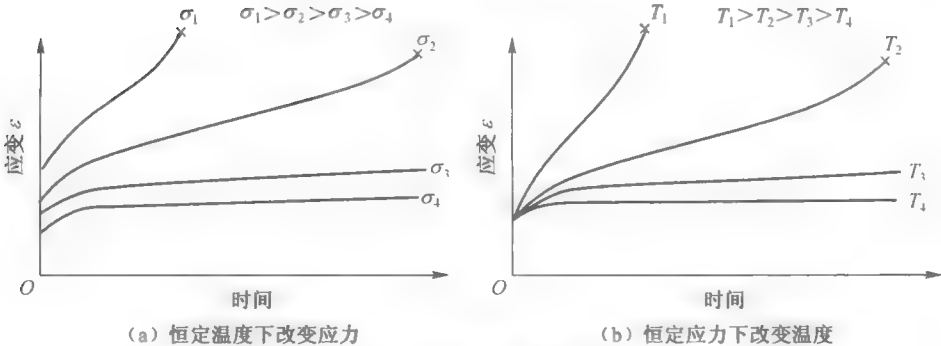 σ₁ σ₁>σ₂>σ₃>σ₄
σ₂
σ₃
σ₄
应变 ε
O
时间
(a) 恒定温度下改变应力
T₁ T₁>T₂>T₃>T₄
T₂
T₃
T₄
应变 ε
O
时间
(b) 恒定应力下改变温度